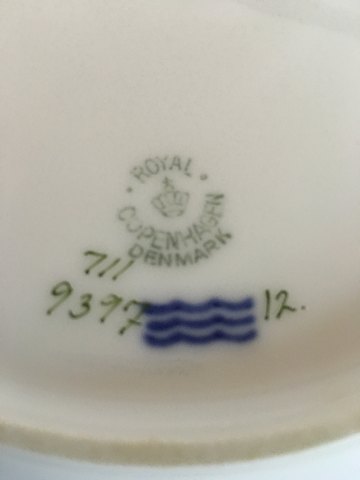 ROYAL
COPENHAGEN
DENMARK
711
9397 12.